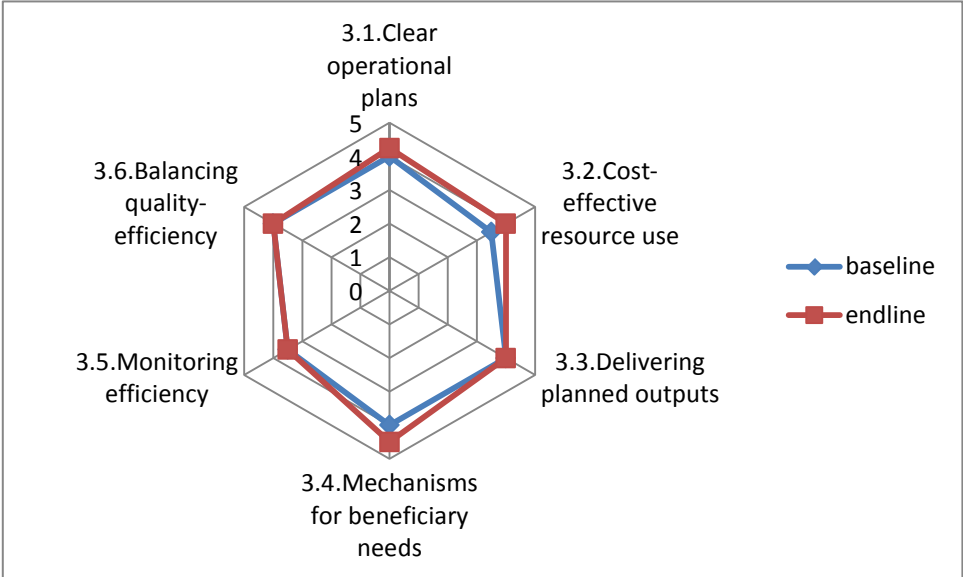 3.1.Clear
operational
plans
5
4
3
2
1
0
3.2.Cost-
effective
resource use
3.3.Delivering
planned outputs
3.4.Mechanisms
for beneficiary
needs
3.5.Monitoring
efficiency
3.6.Balancing
quality-
efficiency
baseline
endline